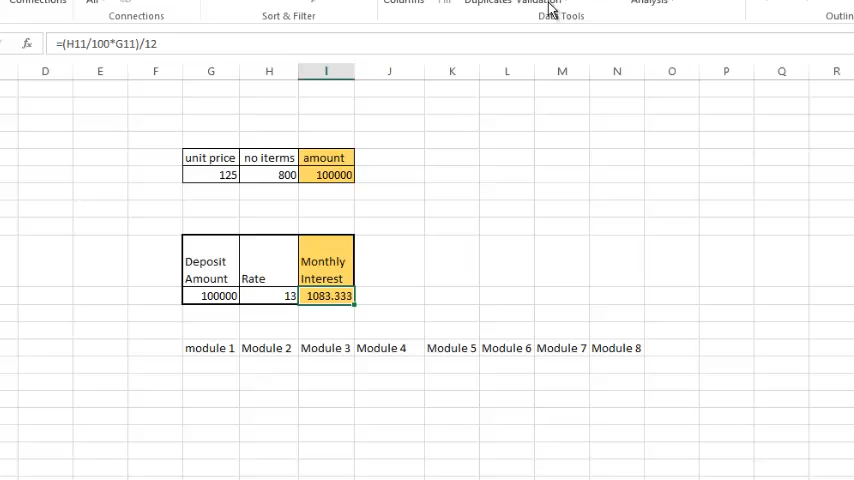 Connections All Columns Fill Duplicates Validation Analysis
Connections Sort & Filter Data Tools Outlin
fx =(H11/100*G11)/12
D E F G H I J K L M N O P Q R
unit price no iterms amount
125 800 100000
Deposit Monthly
Amount Rate Interest
100000 13 1083.333
module 1 Module 2 Module 3 Module 4 Module 5 Module 6 Module 7 Module 8